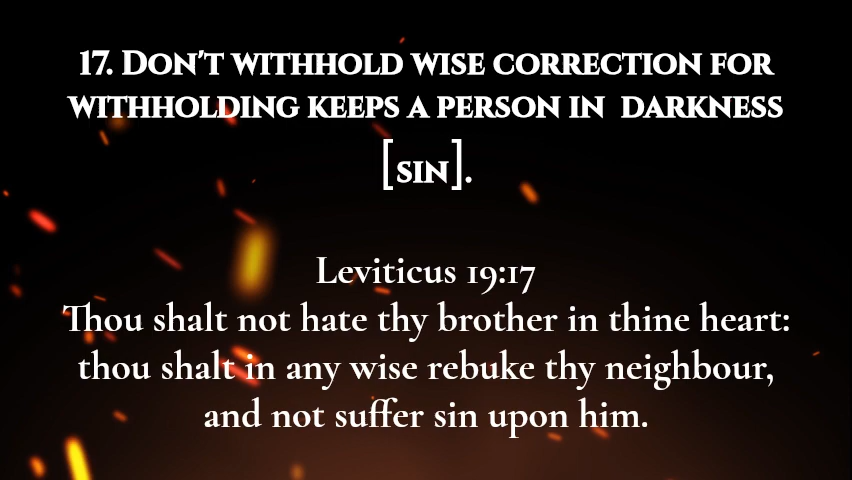 17. Don't withhold wise correction for
withholding keeps a person in darkness
[sin].
Leviticus 19:17
Thou shalt not hate thy brother in thine heart:
thou shalt in any wise rebuke thy neighbour,
and not suffer sin upon him.